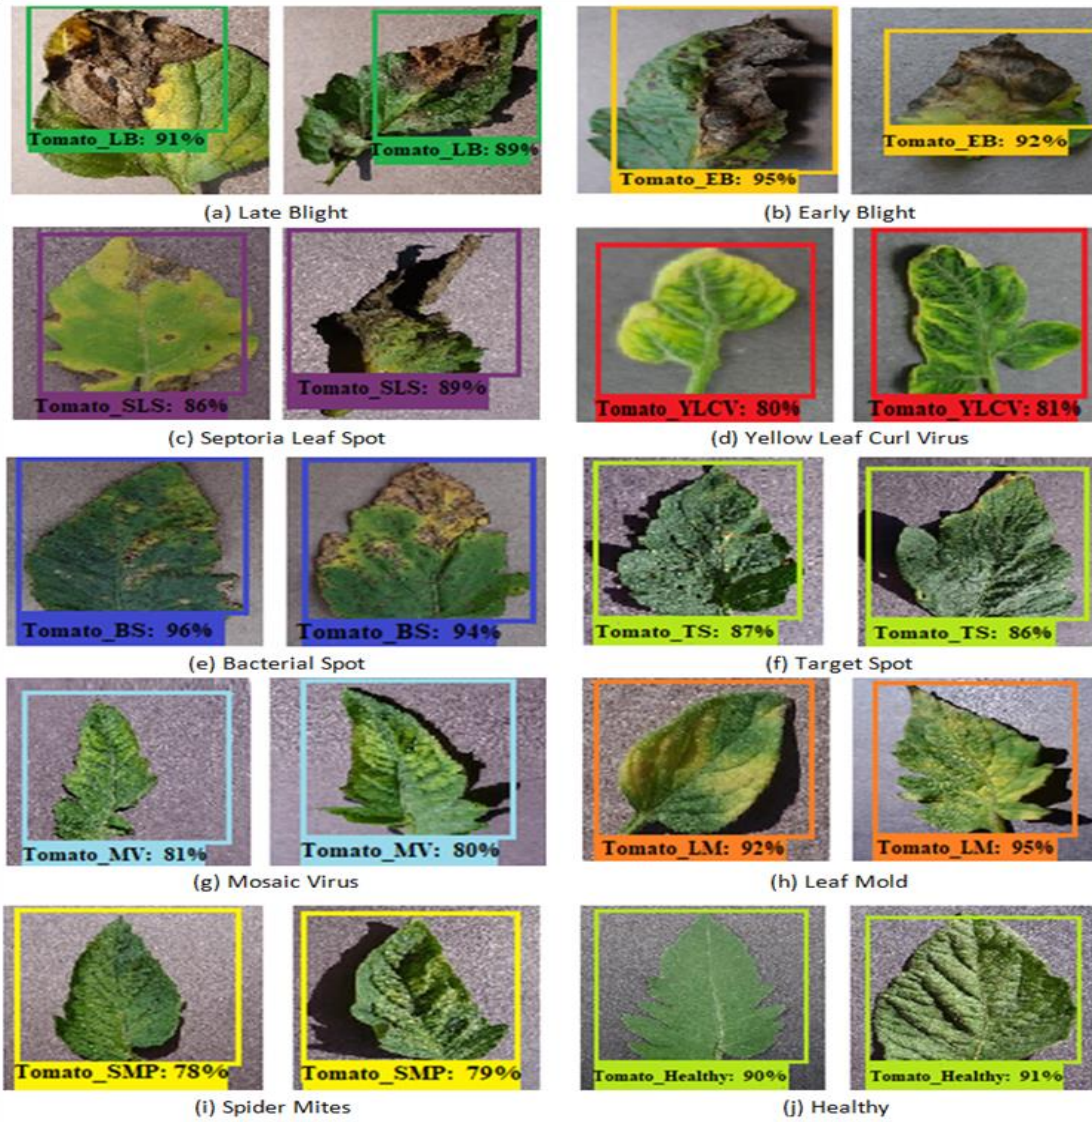 Tomato_LB: 91%
Tomato_LB: 89%
Tomato_EB: 95%
Tomato_EB: 92%
(a) Late Blight
(b) Early Blight
Tomato_SLS: 86%
Tomato_SLS: 89%
Tomato_YLCV: 80%
Tomato_YLCV: 81%
(c) Septoria Leaf Spot
(d) Yellow Leaf Curl Virus
Tomato_BS: 96%
Tomato_BS: 94%
Tomato_TS: 87%
Tomato_TS: 86%
(e) Bacterial Spot
(f) Target Spot
Tomato_MV: 81%
Tomato_MV: 80%
Tomato_LM: 92%
Tomato_LM: 95%
(g) Mosaic Virus
(h) Leaf Mold
Tomato_SMP: 78%
Tomato_SMP: 79%
Tomato_Healthy: 90%
Tomato_Healthy: 91%
(i) Spider Mites
(j) Healthy